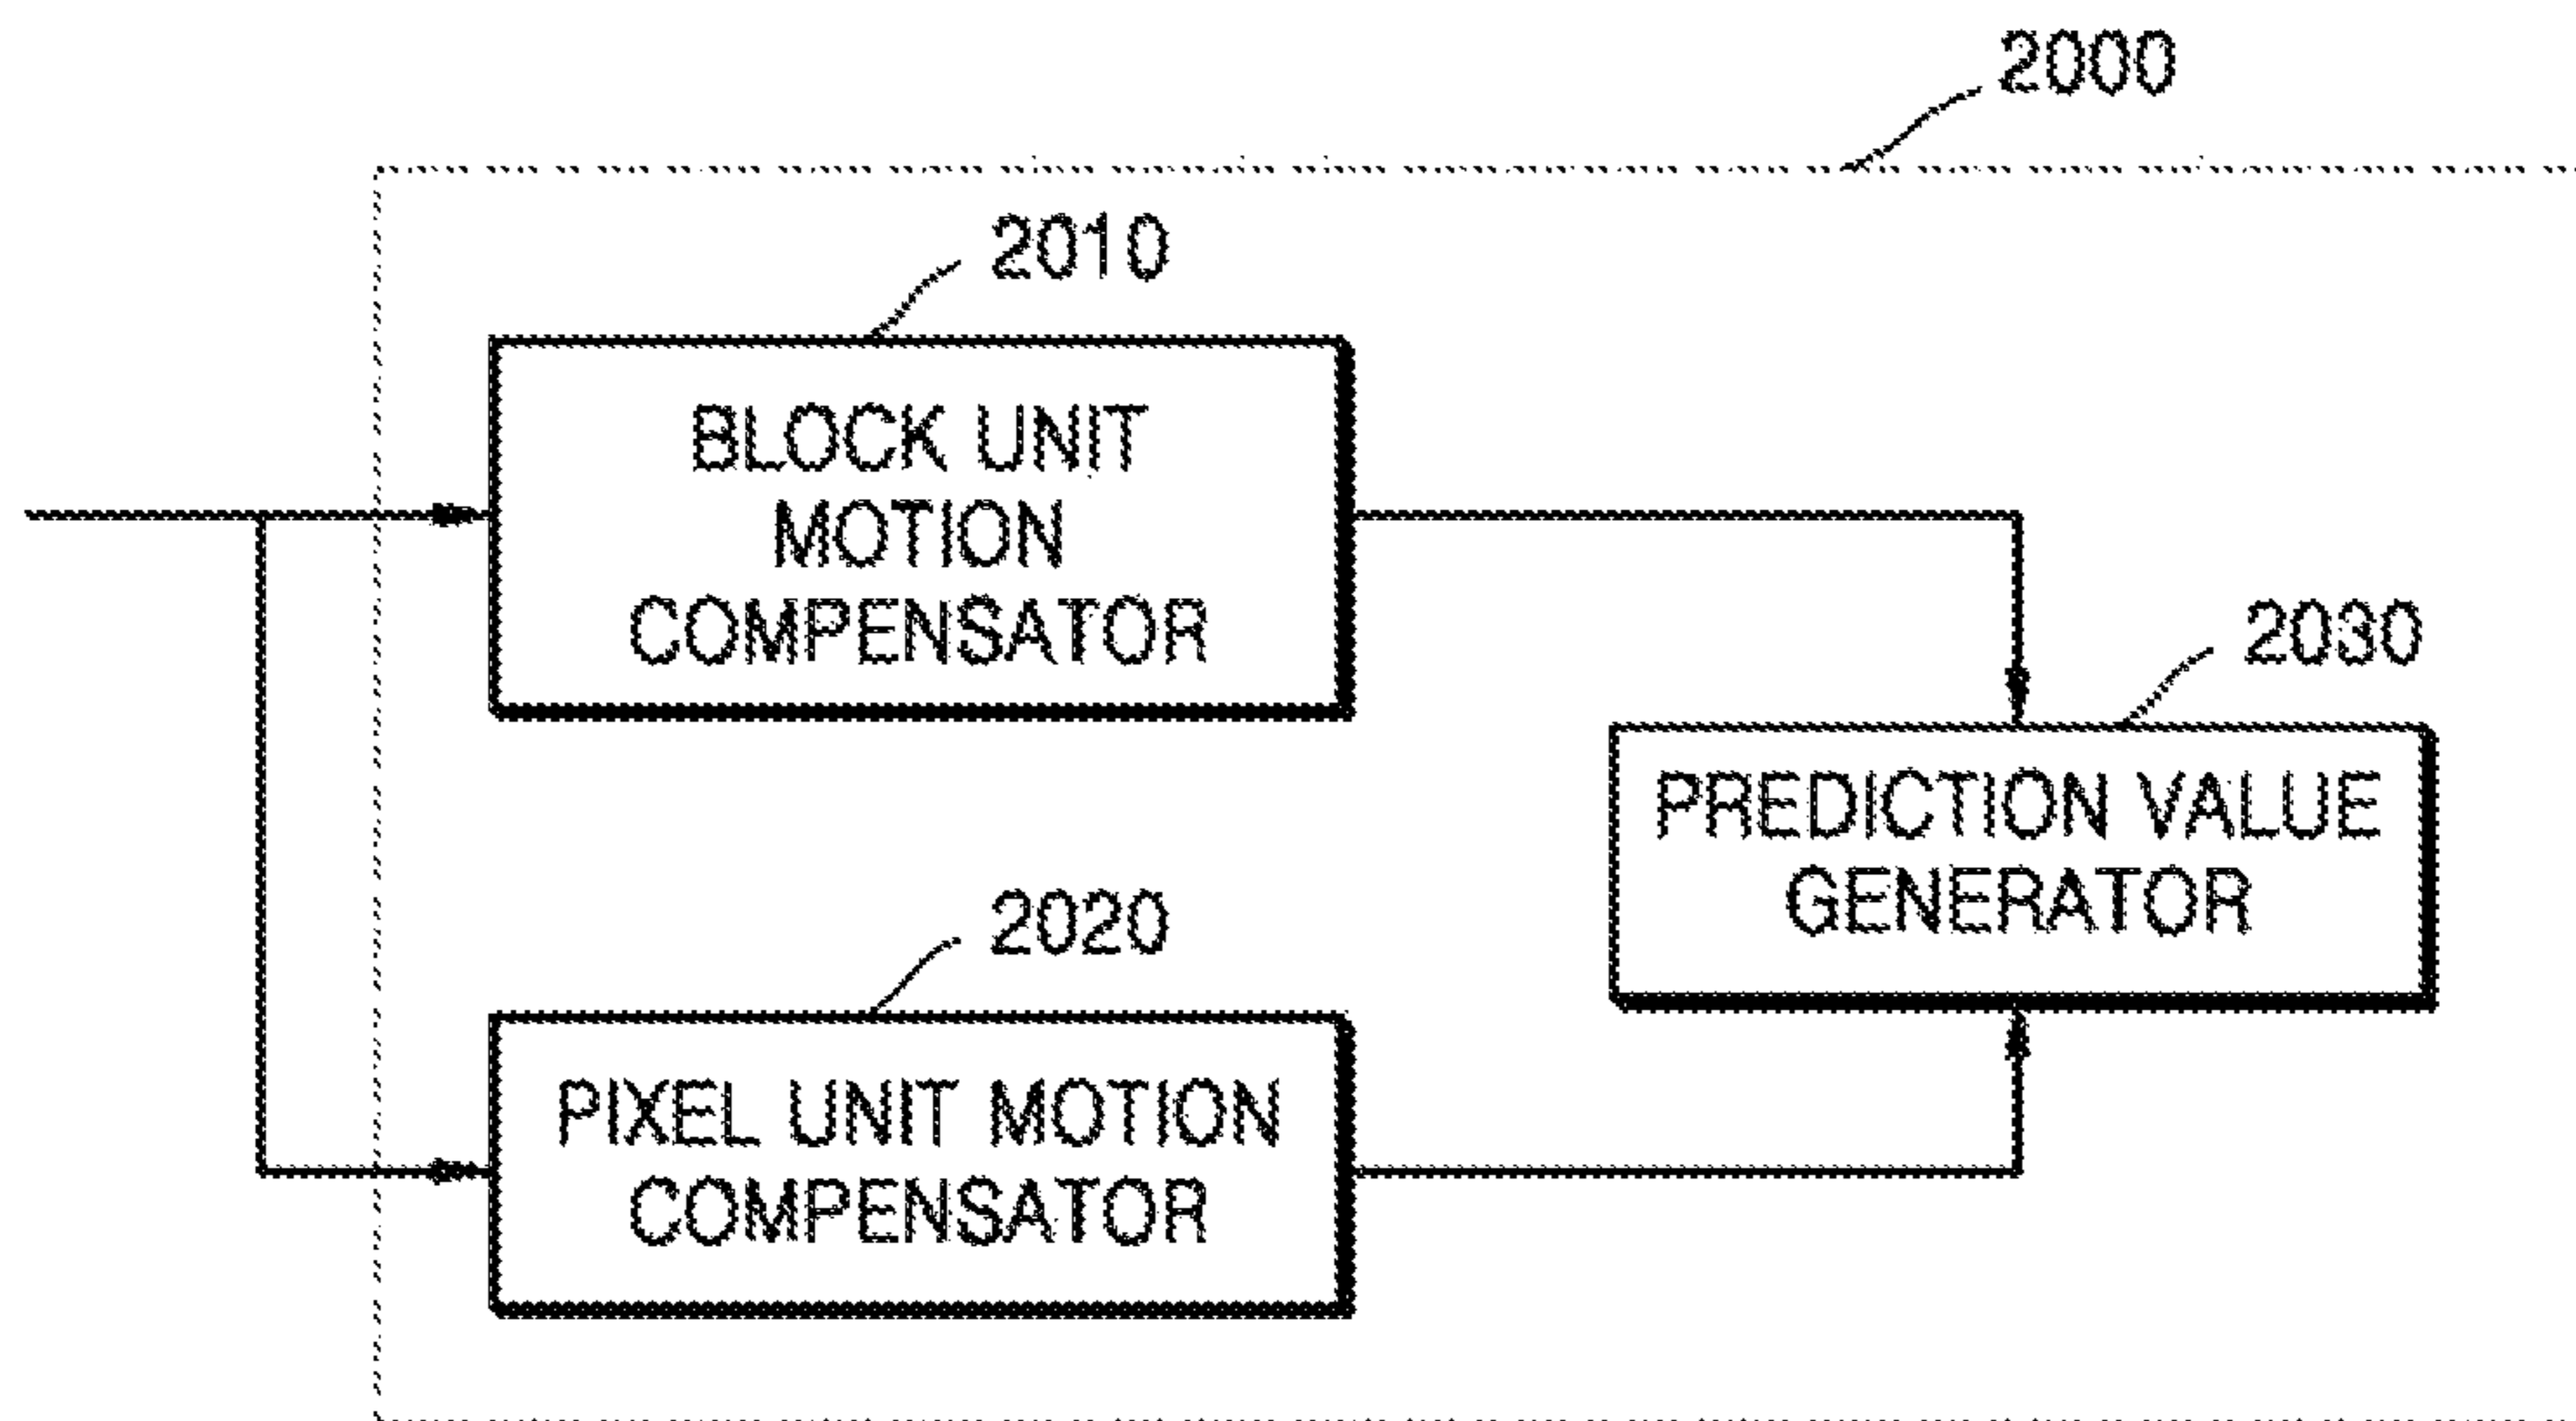 2000
2010
BLOCK UNIT
MOTION
COMPENSATOR
2030
PREDICTION VALUE
GENERATOR
2020
PIXEL UNIT MOTION
COMPENSATOR